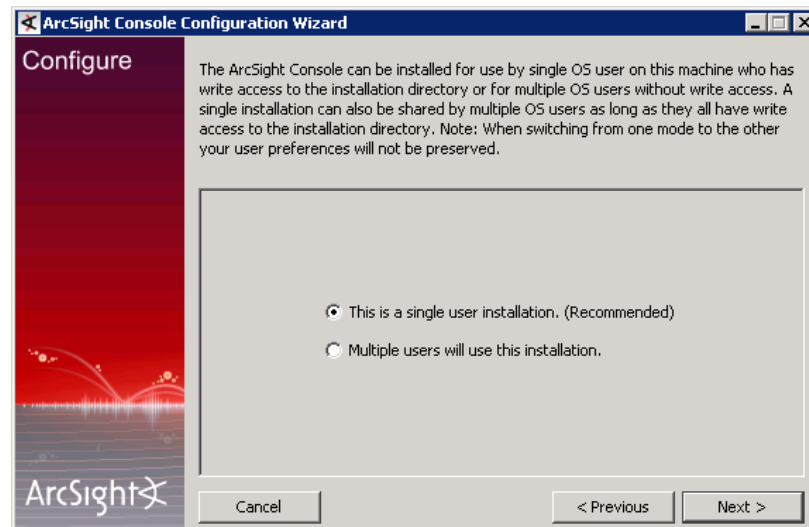 ArcSight Console Configuration Wizard
Configure
The ArcSight Console can be installed for use by single OS user on this machine who has
write access to the installation directory or for multiple OS users without write access. A
single installation can also be shared by multiple OS users as long as they all have write
access to the installation directory. Note: When switching from one mode to the other
your user preferences will not be preserved.
This is a single user installation. (Recommended)
Multiple users will use this installation.
ArcSight
Cancel
< Previous
Next >